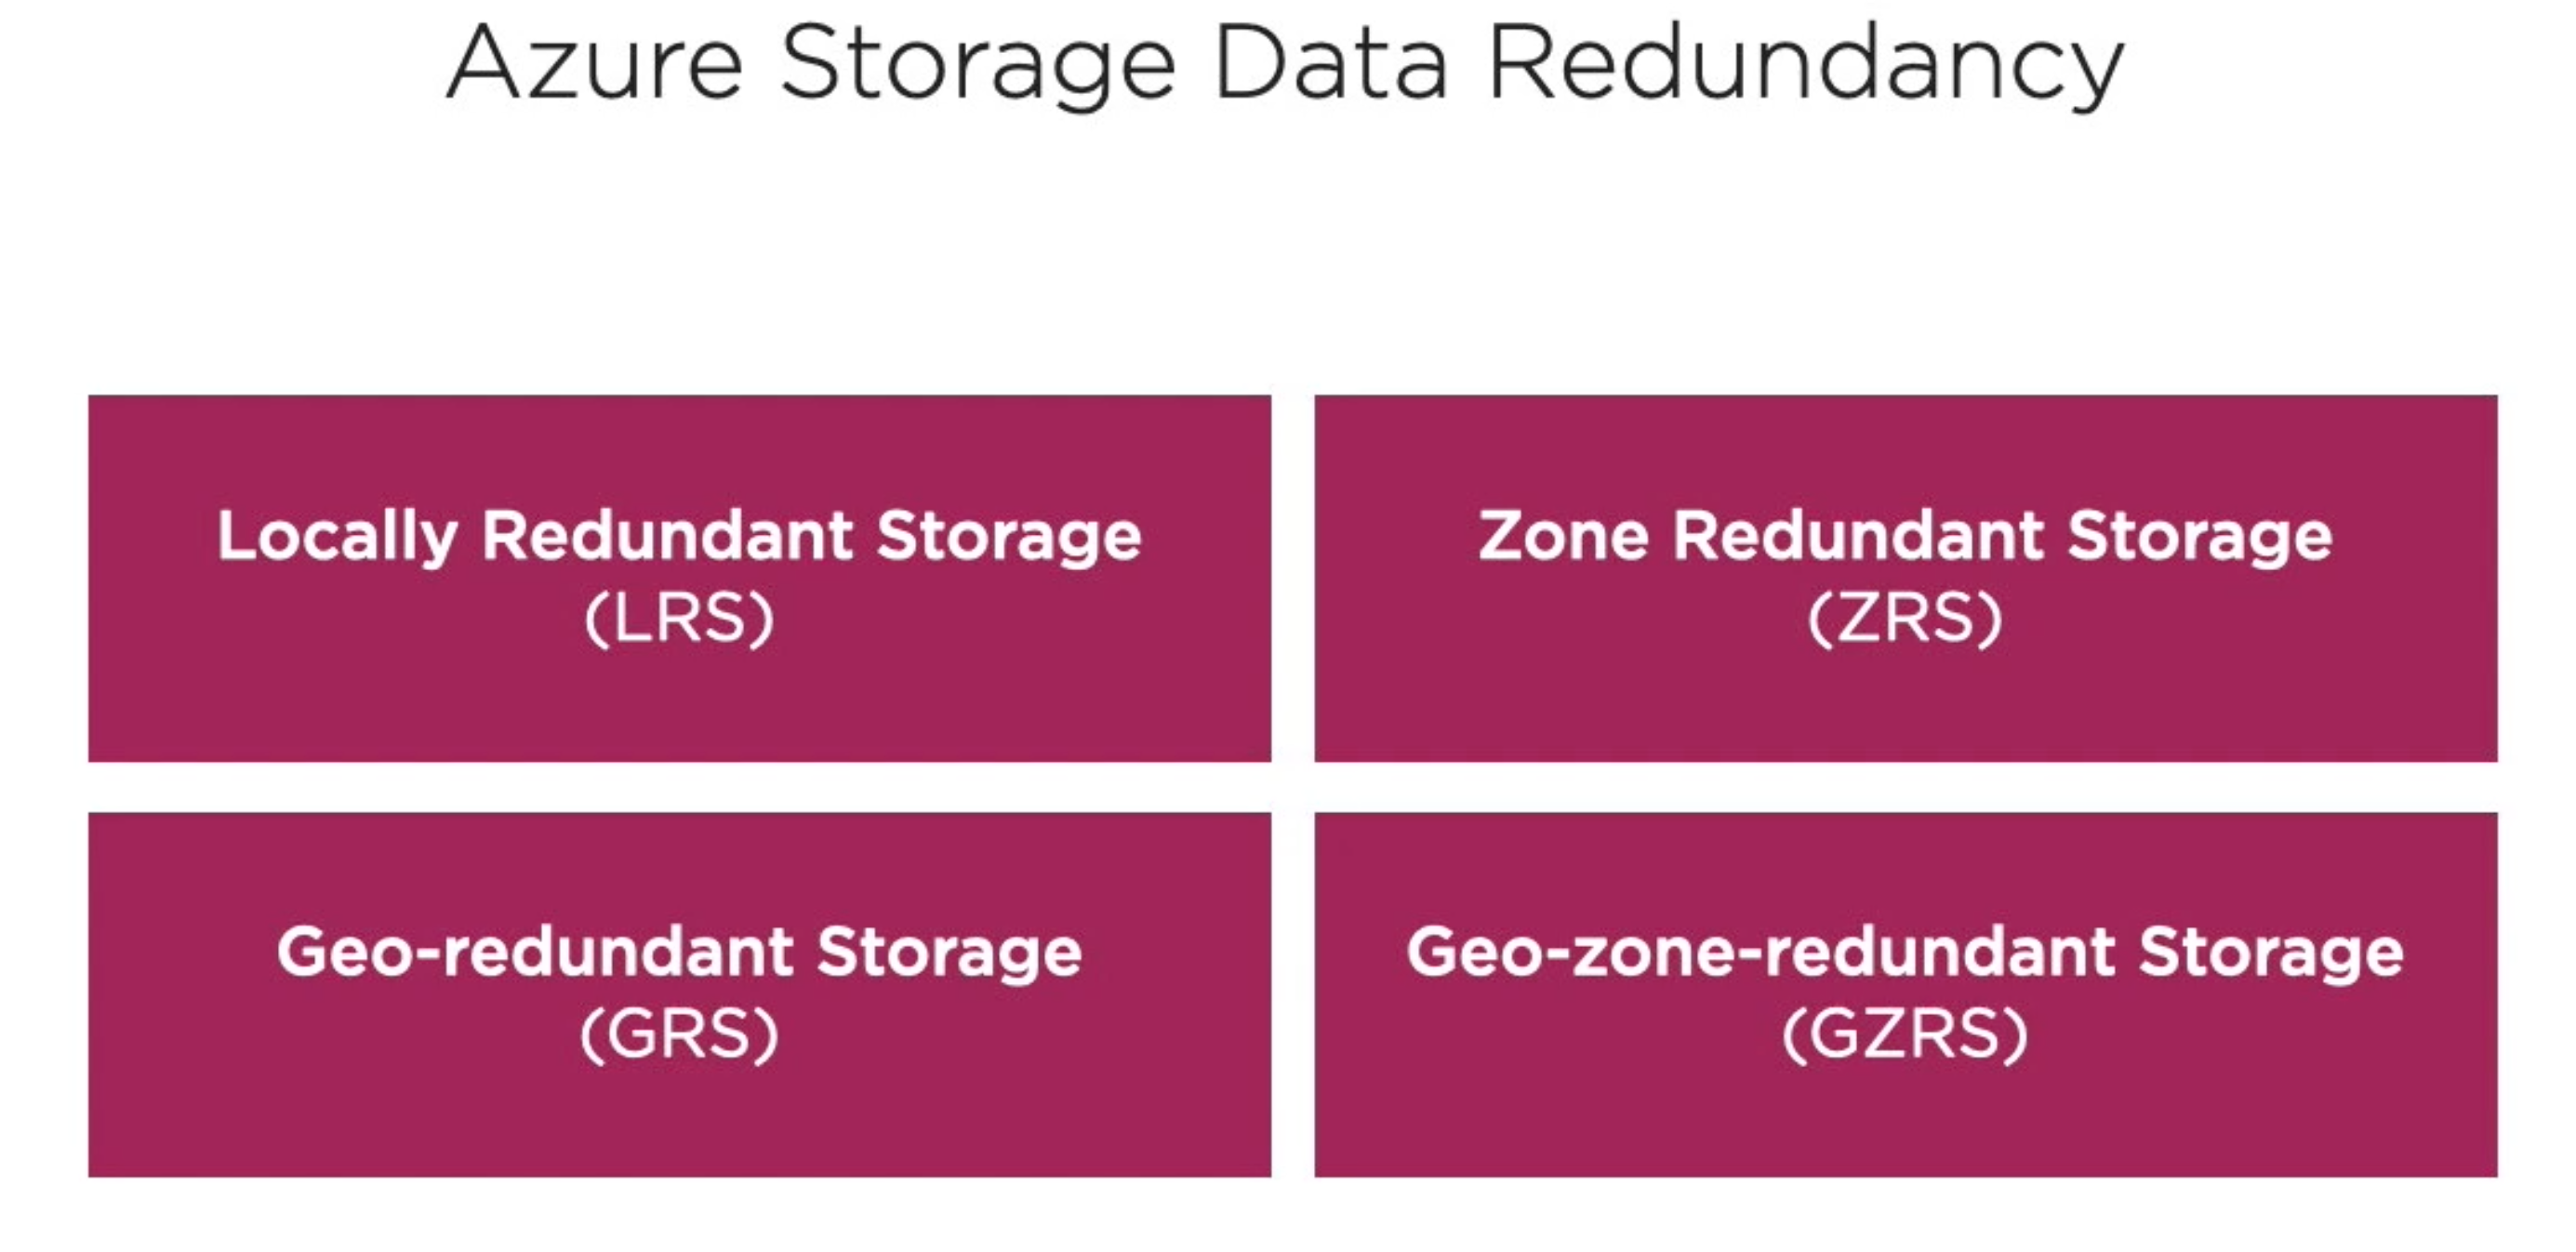 Azure Storage Data Redundancy
Locally Redundant Storage
(LRS)
Zone Redundant Storage
(ZRS)
Geo-redundant Storage
(GRS)
Geo-zone-redundant Storage
(GZRS)